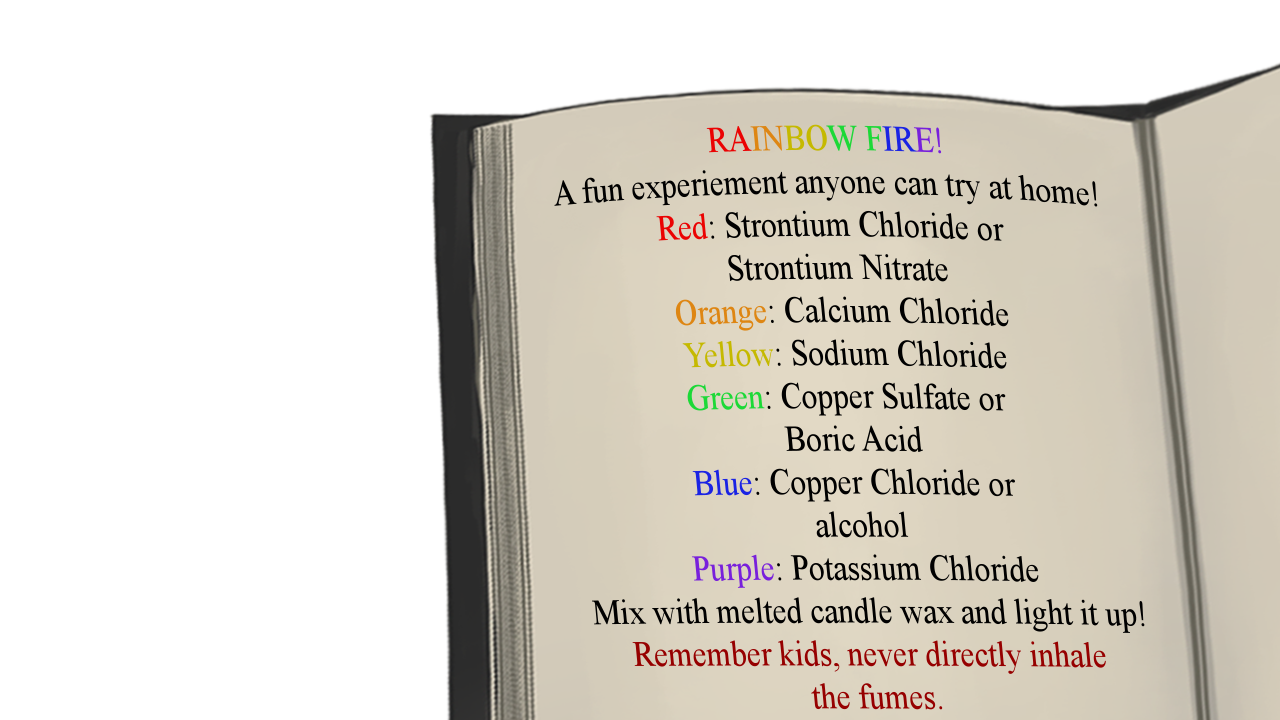 RAINBOW FIRE!
A fun experiement anyone can try at home!
Red: Strontium Chloride or
Strontium Nitrate
Orange: Calcium Chloride
Yellow: Sodium Chloride
Green: Copper Sulfate or
Boric Acid
Blue: Copper Chloride or
alcohol
Purple: Potassium Chloride
Mix with melted candle wax and light it up!
Remember kids, never directly inhale
the fumes.